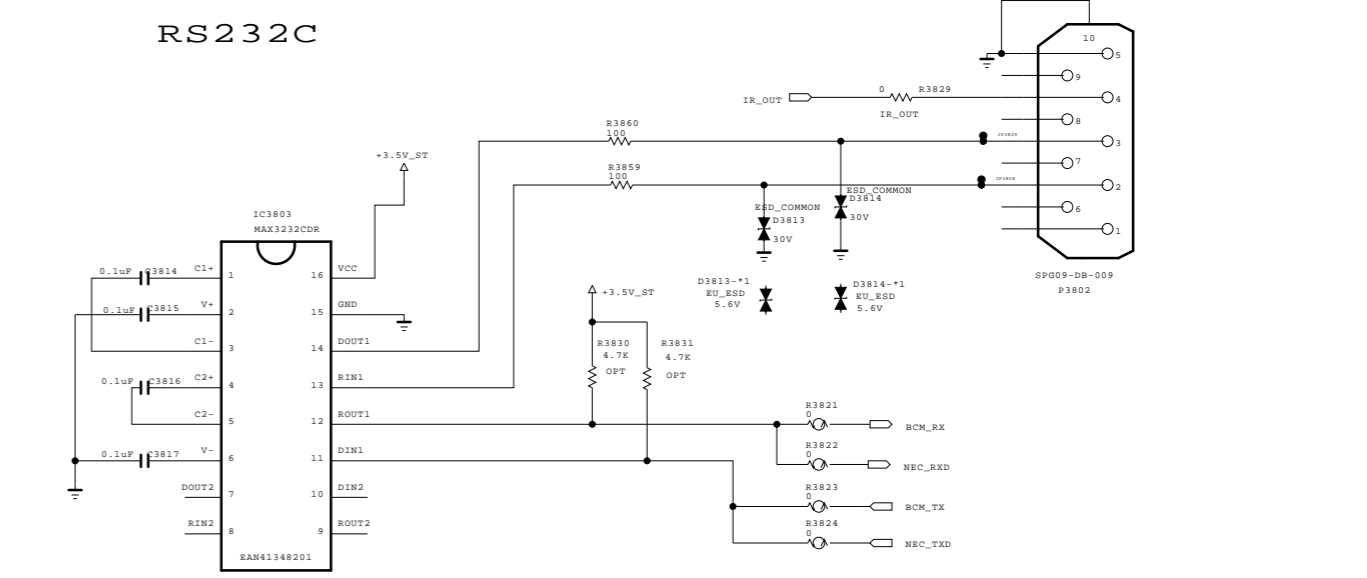 RS232C
10
5
9
IR_OUT
0
R3829
IR_OUT
4
8
R3860
100
JP3809
3
+3.5V_ST
7
R3859
100
JP3808
2
ESD_COMMON
D3814
30V
ESD_COMMON
D3813
30V
6
1
SPG09-DB-009
P3802
IC3803
MAX3232CDR
0.1uF C3814
C1+
1
16
VCC
0.1uF C3815
V+
2
15
GND
C1-
3
14
DOUT1
0.1uF C3816
C2+
4
13
RIN1
C2-
5
12
ROUT1
0.1uF C3817
V-
6
11
DIN1
DOUT2
7
10
DIN2
RIN2
8
9
ROUT2
EAN41348201
D3813-*1
EU_ESD
5.6V
D3814-*1
EU_ESD
5.6V
+3.5V_ST
R3830
4.7K
OPT
R3831
4.7K
OPT
R3821
0
BCM_RX
R3822
0
NEC_RXD
R3823
0
BCM_TX
R3824
0
NEC_TXD